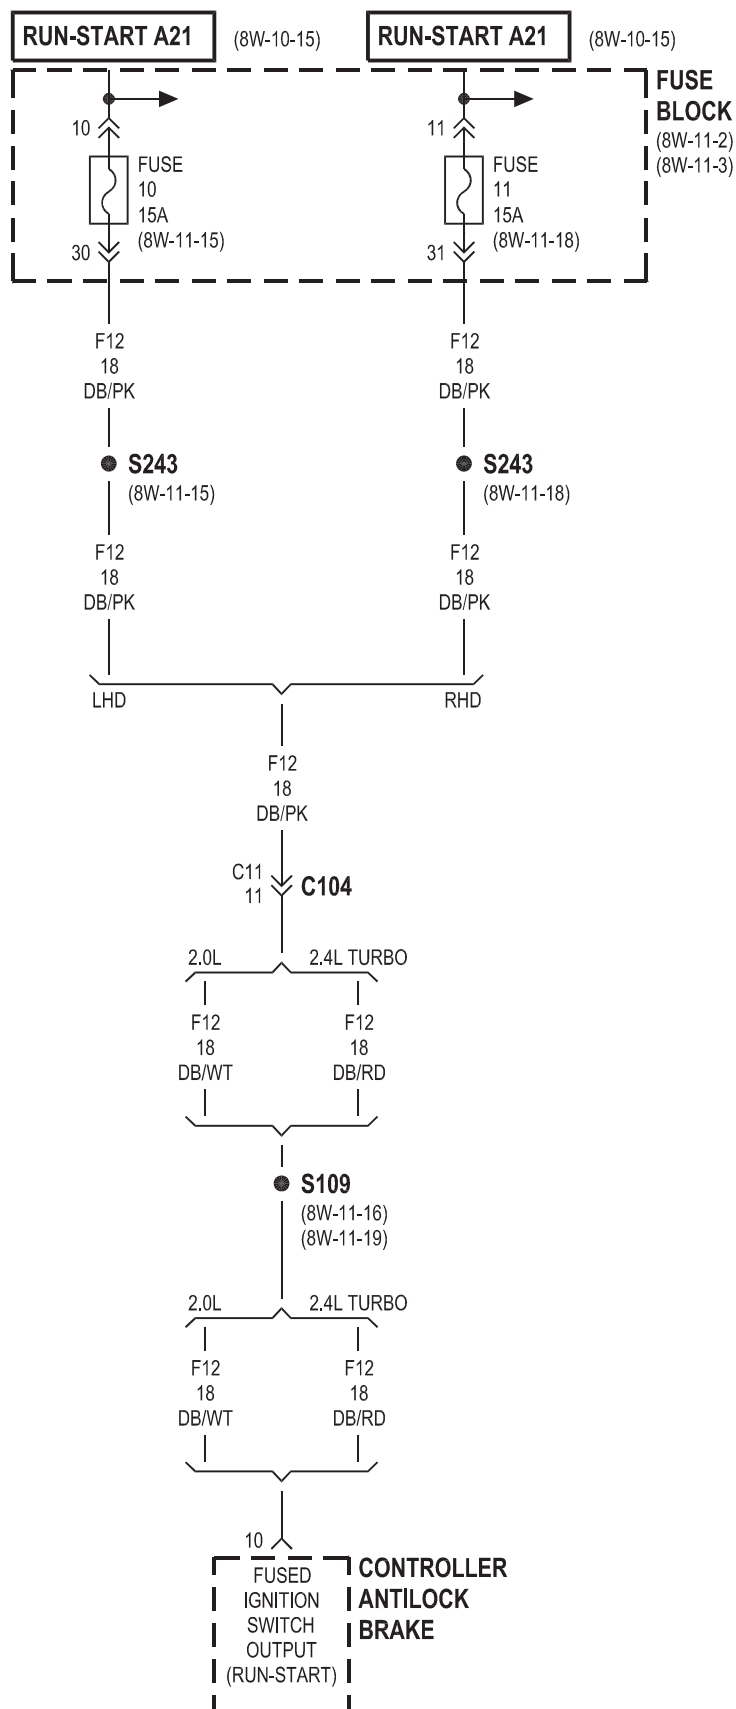 RUN-START A21 (8W-10-15) RUN-START A21 (8W-10-15)
FUSE
BLOCK
(8W-11-2)
(8W-11-3)
10
FUSE
10
15A
(8W-11-15)
30
11
FUSE
11
15A
(8W-11-18)
31
F12
18
DB/PK
F12
18
DB/PK
S243
(8W-11-15)
S243
(8W-11-18)
F12
18
DB/PK
F12
18
DB/PK
LHD RHD
F12
18
DB/PK
C11
11
C104
2.0L 2.4L TURBO
F12
18
DB/WT
F12
18
DB/RD
S109
(8W-11-16)
(8W-11-19)
2.0L 2.4L TURBO
F12
18
DB/WT
F12
18
DB/RD
10
FUSED
IGNITION
SWITCH
OUTPUT
(RUN-START)
CONTROLLER
ANTILOCK
BRAKE